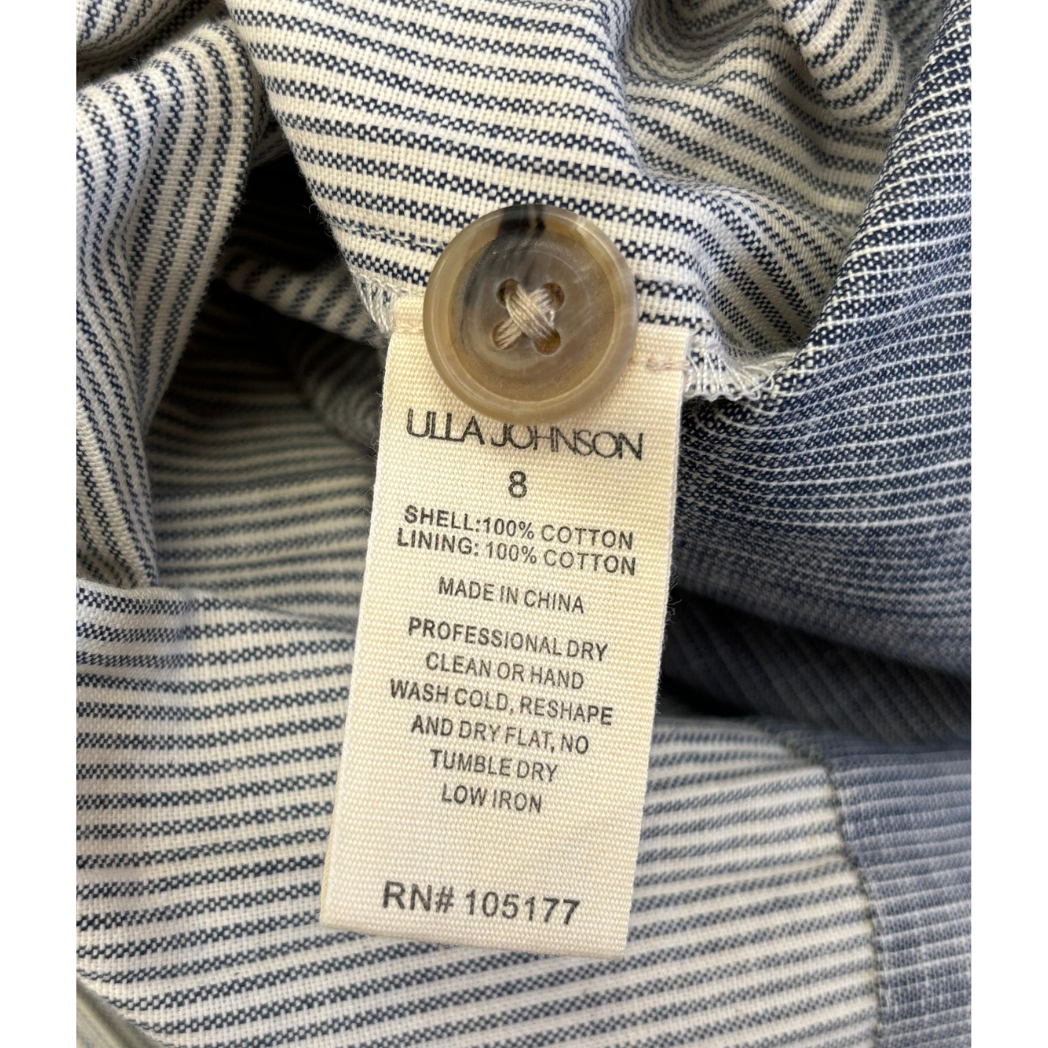 ULLA JOHNSON
8
SHELL:100% COTTON
LINING: 100% COTTON
MADE IN CHINA
PROFESSIONAL DRY
CLEAN OR HAND
WASH COLD, RESHAPE
AND DRY FLAT, NO
TUMBLE DRY
LOW IRON
RN# 105177